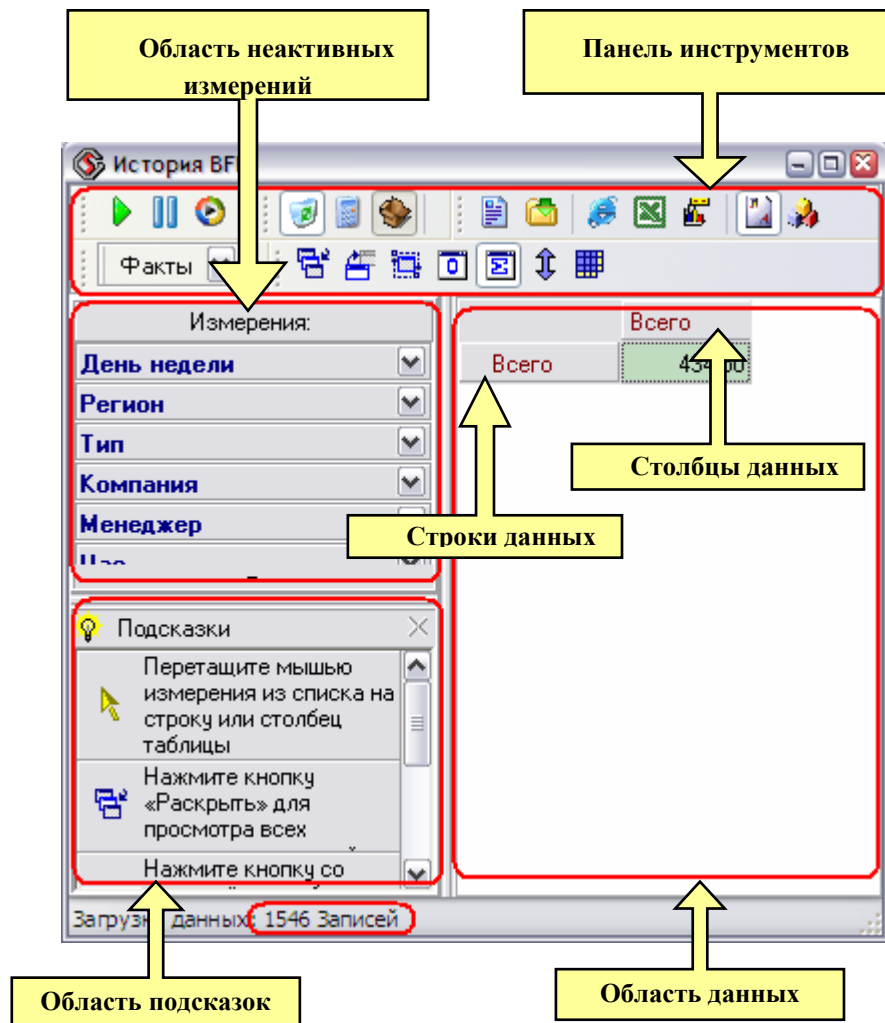 Область неактивных
измерений
Панель инструментов
История
Факты
Измерения:
День недели
Регион
Тип
Компания
Менеджер
Всего
Всего
Столбцы данных
Строки данных
Подсказки
Перетащите мышью
измерения из списка на
строку или столбец
таблицы
Нажмите кнопку
«Раскрыть» для
просмотра всех
Нажмите кнопку со
данных: 1546 Записей
Область подсказок
Область данных